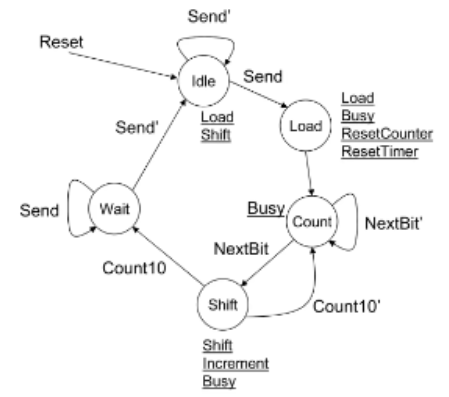 Send'
Reset
Idle
Send
Load
Shift
Load
Busy
ResetCounter
ResetTimer
Load
Send'
Send
Wait
Busy
Count
NextBit'
NextBit
Count10
Shift
Count10'
Shift
Increment
Busy